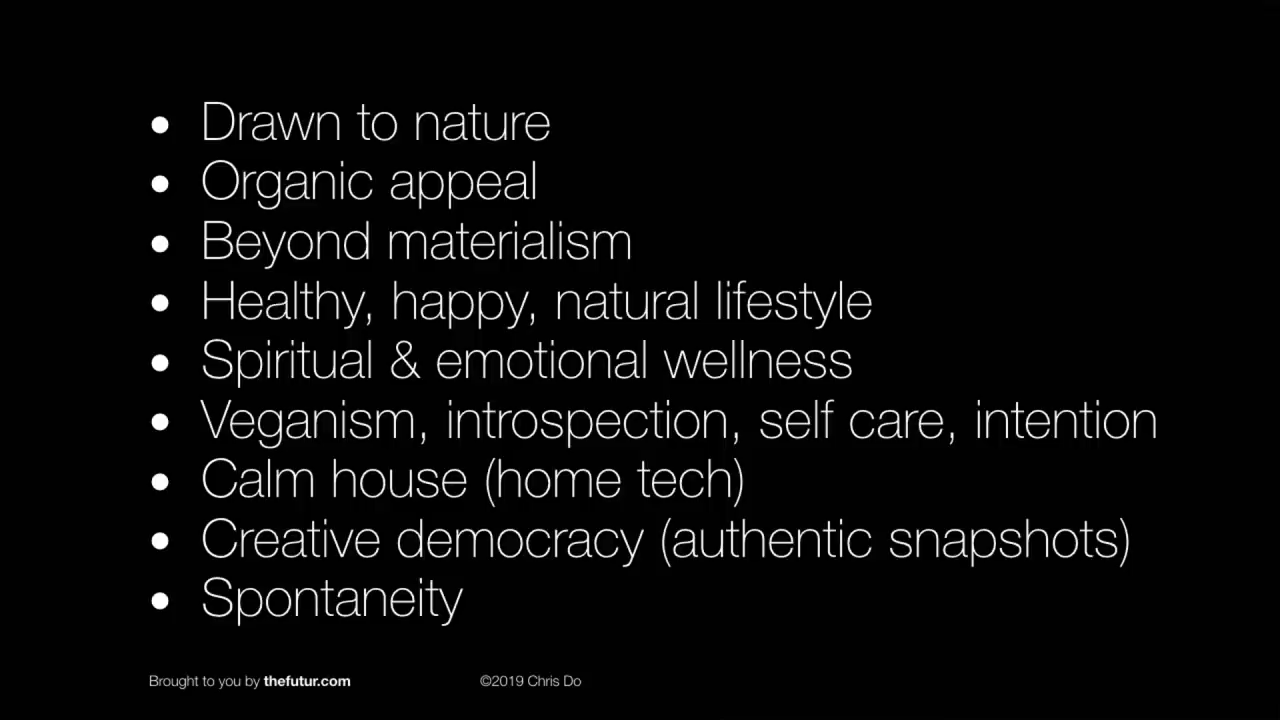 • Drawn to nature
• Organic appeal
• Beyond materialism
• Healthy, happy, natural lifestyle
• Spiritual & emotional wellness
• Veganism, introspection, self care, intention
• Calm house (home tech)
• Creative democracy (authentic snapshots)
• Spontaneity
Brought to you by thefutur.com ©2019 Chris Do